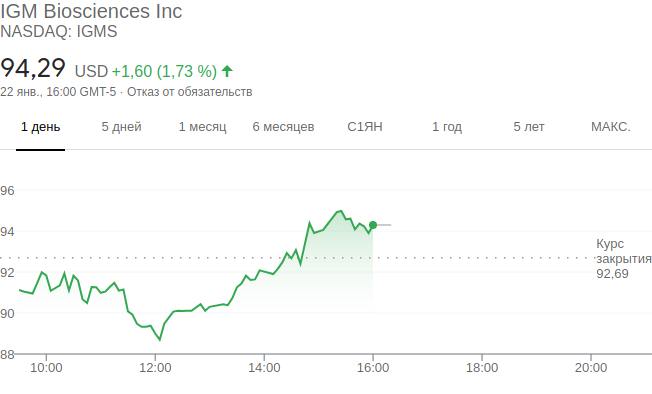 IGM Biosciences Inc
NASDAQ: IGMS
94,29 USD +1,60 (1,73 %)
22 янв., 16:00 GMT-5 · Отказ от обязательств
1 день 5 дней 1 месяц 6 месяцев С1ЯН 1 год 5 лет МАКС.
96
94
Курс
закрытия
92,69
92
90
88
10:00 12:00 14:00 16:00 18:00 20:00